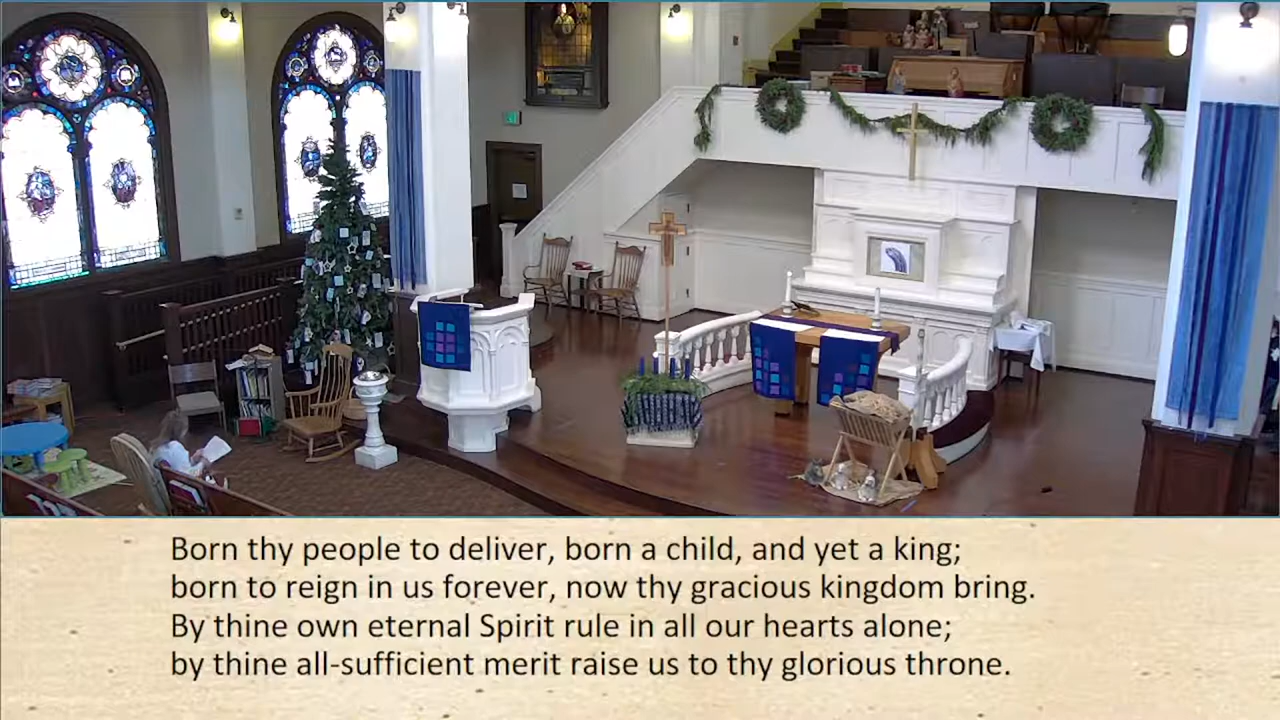 Born thy people to deliver, born a child, and yet a king;
born to reign in us forever, now thy gracious kingdom bring.
By thine own eternal Spirit rule in all our hearts alone;
by thine all-sufficient merit raise us to thy glorious throne.